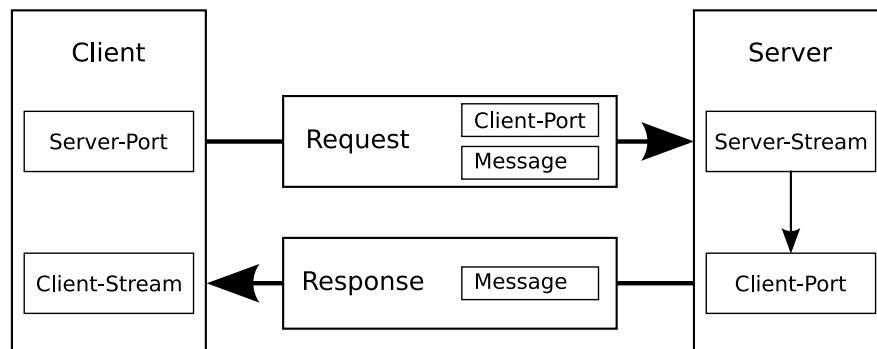 Client
Server
Server-Port
Request
Client-Port
Message
Server-Stream
Client-Stream
Response
Message
Client-Port